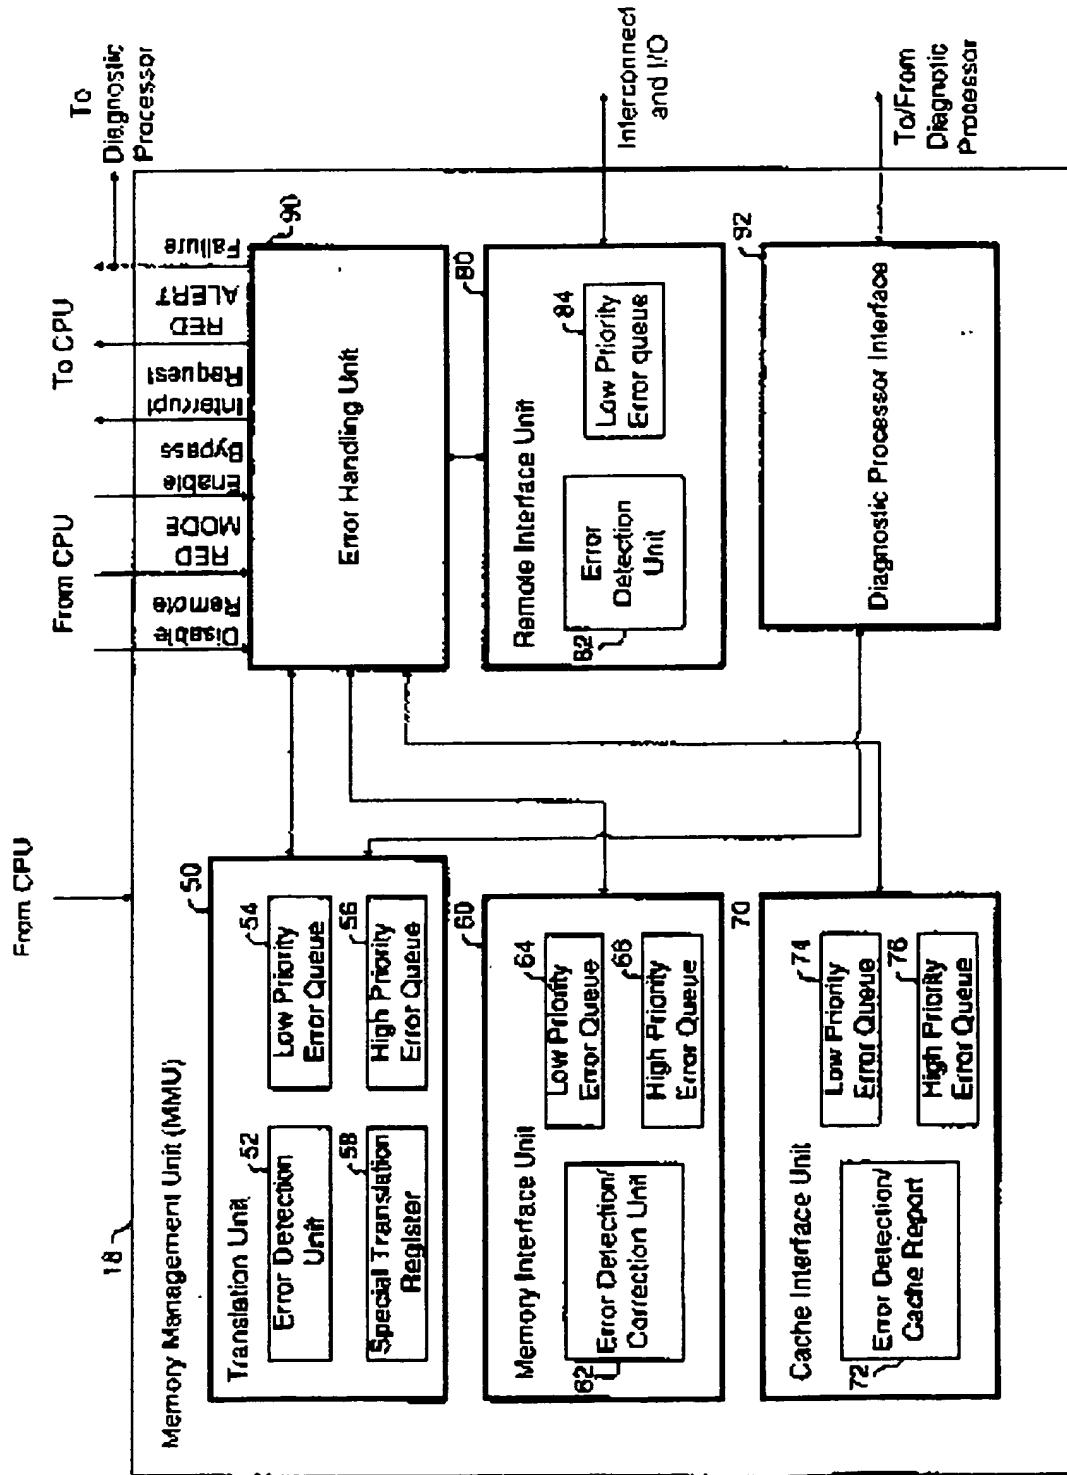 From CPU
18
Memory Management Unit (MMU)
From CPU
To CPU
To
Diagnostic
Processor
Disable
Remote
RED
MODE
Enable
Bypass
Interrupt
Request
RED
ALERT
Failure
50
Translation Unit
52
Error Detection
Unit
54
Low Priority
Error Queue
58
Special Translation
Register
56
High Priority
Error Queue
90
Error Handling Unit
60
Memory Interface Unit
62
Error Detection/
Correction Unit
64
Low Priority
Error Queue
66
High Priority
Error Queue
80
Remote Interface Unit
82
Error
Detection
Unit
84
Low Priority
Error queue
Interconnect
and I/O
70
Cache Interface Unit
72
Error Detection/
Cache Report
74
Low Priority
Error Queue
76
High Priority
Error Queue
92
Diagnostic Processor Interface
To/From
Diagnostic
Processor